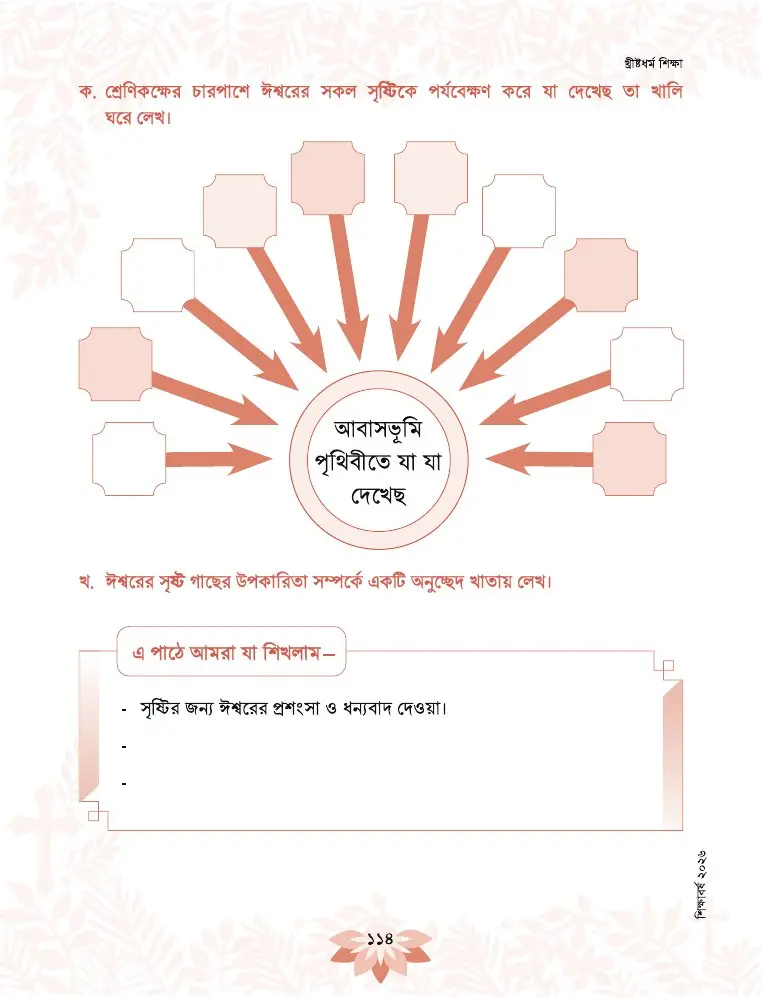 খ্রীষ্টধর্ম শিক্ষা
ক. শ্রেণিকক্ষের চারপাশে ঈশ্বরের সকল সৃষ্টিকে পর্যবেক্ষণ করে যা দেখেছ তা খালি
ঘরে লেখ।
আবাসভূমি
পৃথিবীতে যা যা
দেখেছ
খ. ঈশ্বরের সৃষ্ট গাছের উপকারিতা সম্পর্কে একটি অনুচ্ছেদ খাতায় লেখ।
এ পাঠে আমরা যা শিখলাম–
- সৃষ্টির জন্য ঈশ্বরের প্রশংসা ও ধন্যবাদ দেওয়া।
-
-
শিক্ষাবর্ষ ২০২৬
১১৪